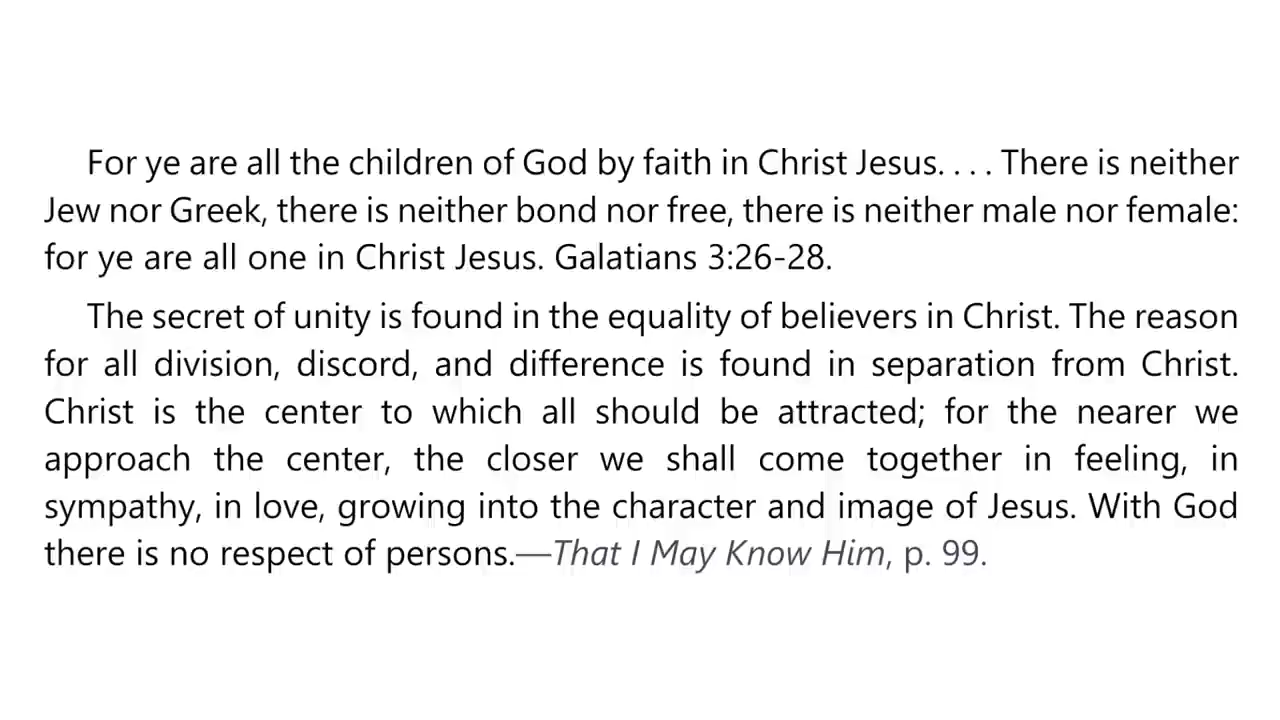 For ye are all the children of God by faith in Christ Jesus. . . . There is neither
Jew nor Greek, there is neither bond nor free, there is neither male nor female:
for ye are all one in Christ Jesus. Galatians 3:26-28.
The secret of unity is found in the equality of believers in Christ. The reason
for all division, discord, and difference is found in separation from Christ.
Christ is the center to which all should be attracted; for the nearer we
approach the center, the closer we shall come together in feeling, in
sympathy, in love, growing into the character and image of Jesus. With God
there is no respect of persons.—That I May Know Him, p. 99.